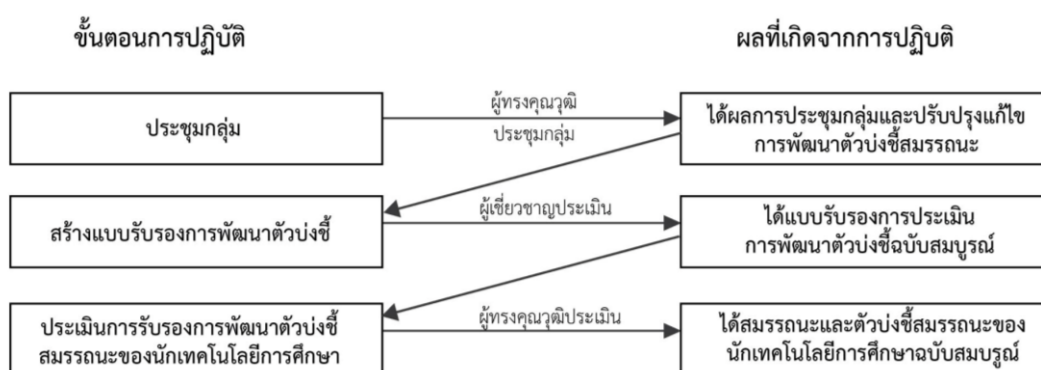 ขั้นตอนการปฏิบัติ
ผลที่เกิดจากการปฏิบติ
ประชุมกลุ่ม
ผู้ทรงคุณวุฒิ
ประชุมกลุ่ม
ได้ผลการประชุมกลุ่มและปรับปรุงแก้ไข
การพัฒนาตัวบ่งชี้สมรรถนะ
สร้างแบบรับรองการพัฒนาตัวบ่งชี้
ผู้เชี่ยวชาญประเมิน
ได้แบบรับรองการประเมิน
การพัฒนาตัวบ่งชี้ฉบับสมบูรณ์
ประเมินการรับรองการพัฒนาตัวบ่งชี้
สมรรถนะของนักเทคโนโลยีการศึกษา
ผู้ทรงคุณวุฒิประเมิน
ได้สมรรถนะและตัวบ่งชี้สมรรถนะของ
นักเทคโนโลยีการศึกษาฉบับสมบรูณ์